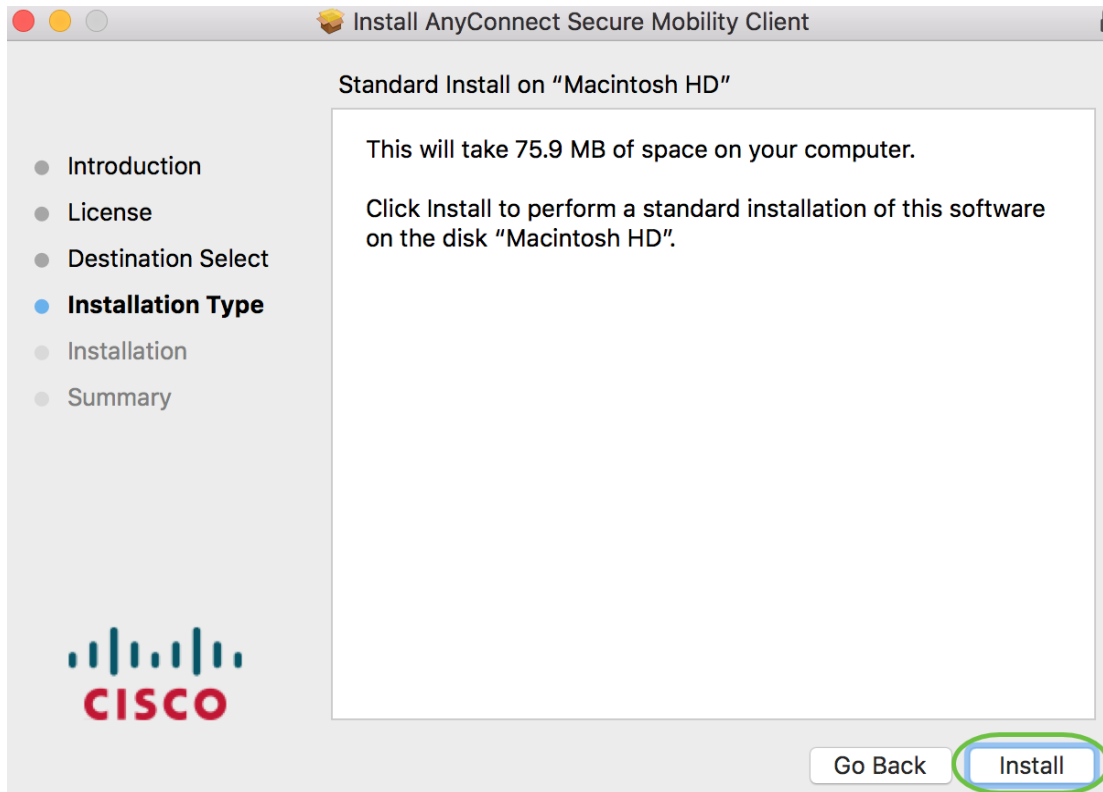 Install AnyConnect Secure Mobility Client
Standard Install on “Macintosh HD”
Introduction
License
Destination Select
Installation Type
Installation
Summary
This will take 75.9 MB of space on your computer.
Click Install to perform a standard installation of this software
on the disk “Macintosh HD”.
CISCO
Go Back
Install